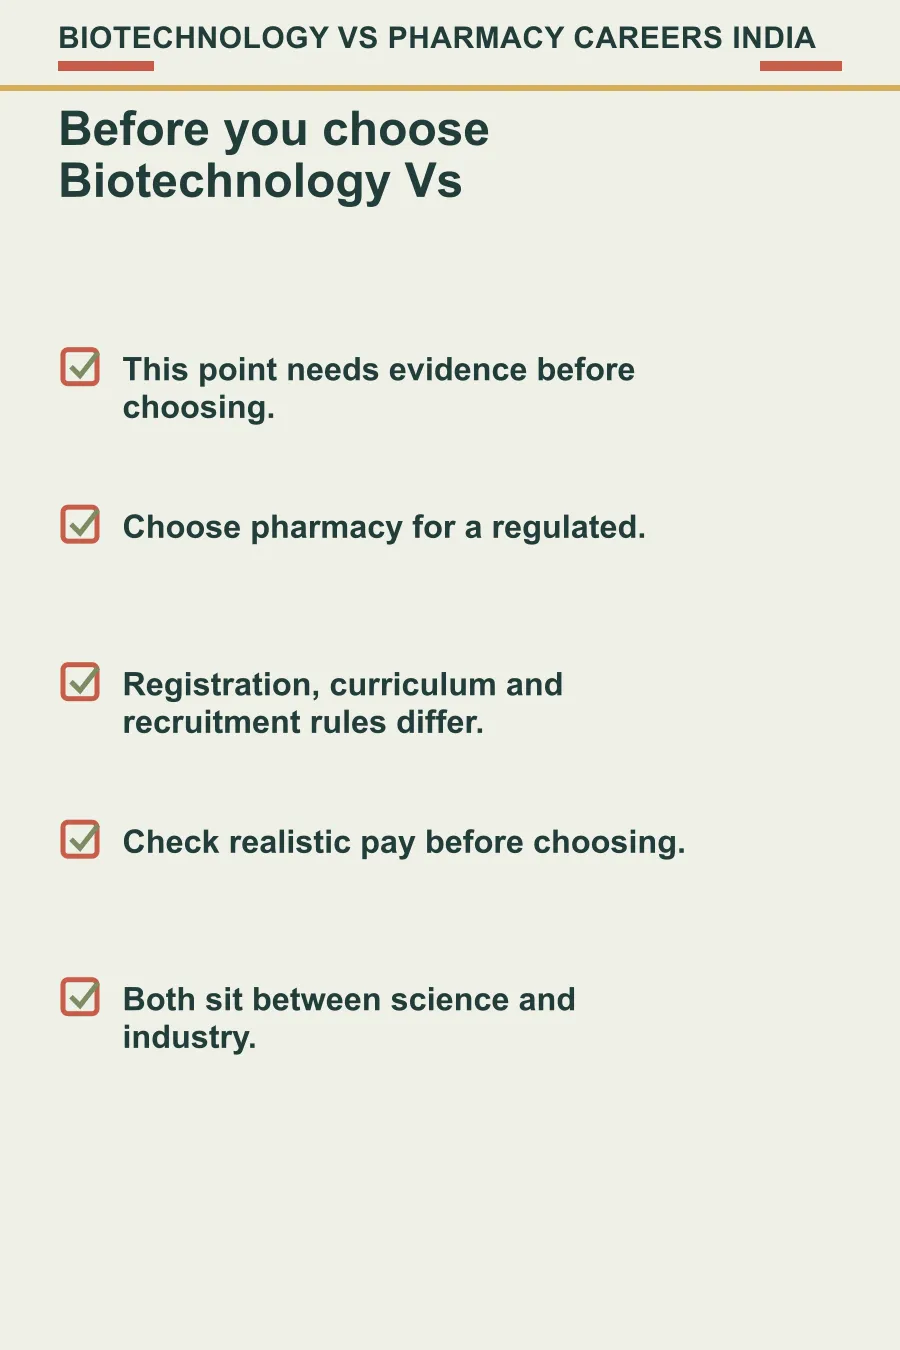 BIOTECHNOLOGY VS PHARMACY CAREERS INDIA
Before you choose
Biotechnology Vs
This point needs evidence before
choosing.
Choose pharmacy for a regulated.
Registration, curriculum and
recruitment rules differ.
Check realistic pay before choosing.
Both sit between science and
industry.